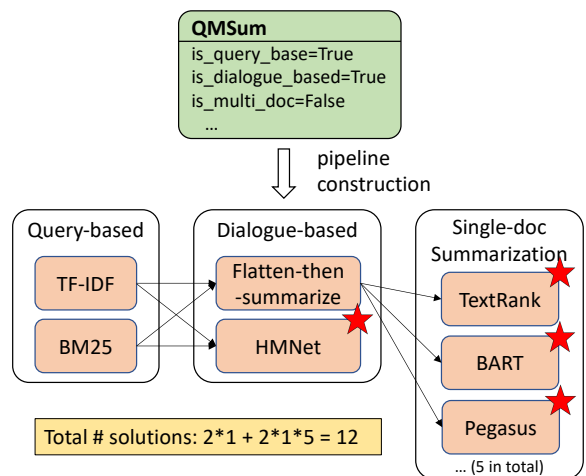 QMSum
is_query_base=True
is_dialogue_based=True
is_multi_doc=False
...
pipeline
construction
Query-based
TF-IDF
BM25
Dialogue-based
Flatten-then
-summarize
HMNet
Single-doc
Summarization
TextRank
BART
Pegasus
... (5 in total)
Total # solutions: 2*1 + 2*1*5 = 12